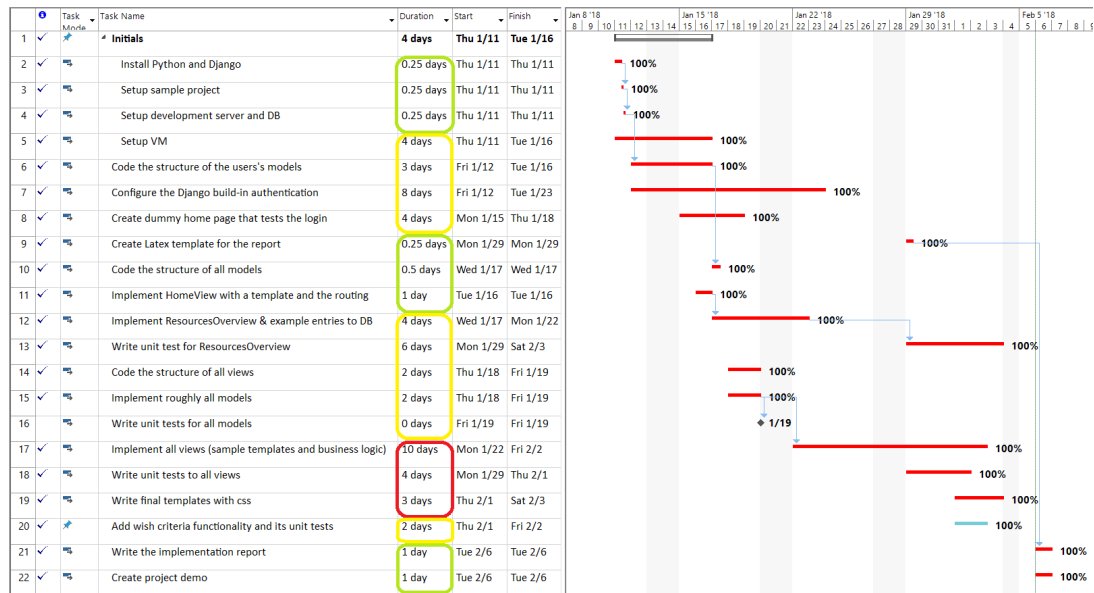 Task Mode Task Name Duration Start Finish
Jan 8 '18 Jan 15 '18 Jan 22 '18 Jan 29 '18 Feb 5 '18
8 9 10 11 12 13 14 15 16 17 18 19 20 21 22 23 24 25 26 27 28 29 30 31 1 2 3 4 5 6 7 8 9
1 Initials 4 days Thu 1/11 Tue 1/16
2 Install Python and Django 0.25 days Thu 1/11 Thu 1/11 100%
3 Setup sample project 0.25 days Thu 1/11 Thu 1/11 100%
4 Setup development server and DB 0.25 days Thu 1/11 Thu 1/11 100%
5 Setup VM 4 days Thu 1/11 Tue 1/16 100%
6 Code the structure of the users's models 3 days Fri 1/12 Tue 1/16 100%
7 Configure the Django build-in authentication 8 days Fri 1/12 Tue 1/23 100%
8 Create dummy home page that tests the login 4 days Mon 1/15 Thu 1/18 100%
9 Create Latex template for the report 0.25 days Mon 1/29 Mon 1/29 100%
10 Code the structure of all models 0.5 days Wed 1/17 Wed 1/17 100%
11 Implement HomeView with a template and the routing 1 day Tue 1/16 Tue 1/16 100%
12 Implement ResourcesOverview & example entries to DB 4 days Wed 1/17 Mon 1/22 100%
13 Write unit test for ResourcesOverview 6 days Mon 1/29 Sat 2/3 100%
14 Code the structure of all views 2 days Thu 1/18 Fri 1/19 100%
15 Implement roughly all models 2 days Thu 1/18 Fri 1/19 100%
16 Write unit tests for all models 0 days Fri 1/19 Fri 1/19 1/19
17 Implement all views (sample templates and business logic) 10 days Mon 1/22 Fri 2/2 100%
18 Write unit tests to all views 4 days Mon 1/29 Thu 2/1 100%
19 Write final templates with css 3 days Thu 2/1 Sat 2/3 100%
20 Add wish criteria functionality and its unit tests 2 days Thu 2/1 Fri 2/2 100%
21 Write the implementation report 1 day Tue 2/6 Tue 2/6 100%
22 Create project demo 1 day Tue 2/6 Tue 2/6 100%